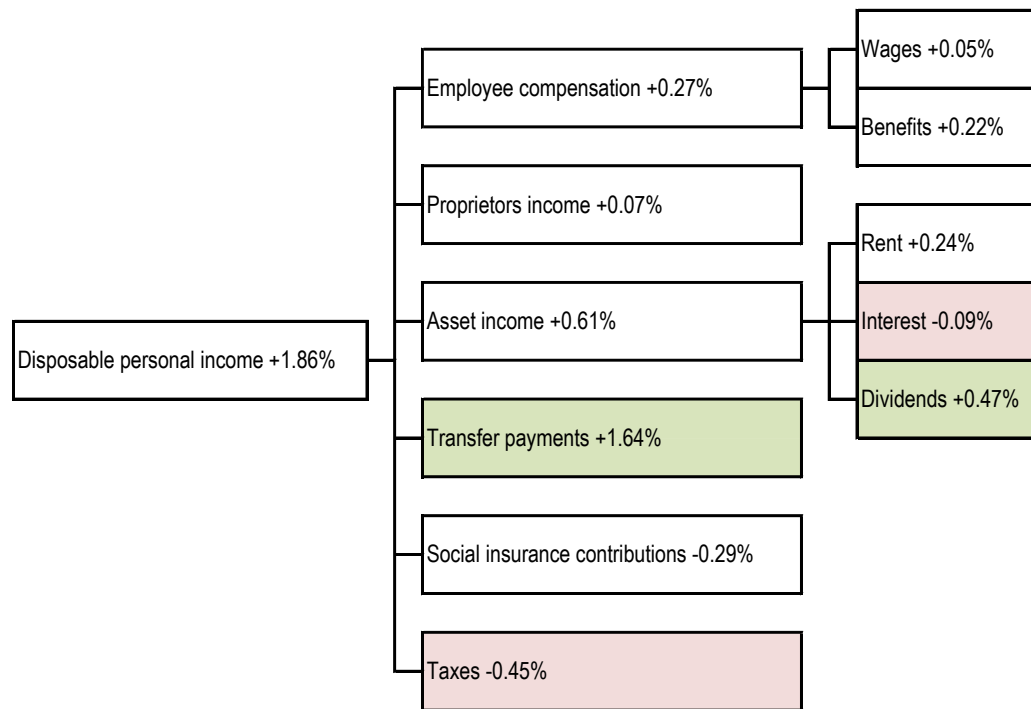 Disposable personal income +1.86%
Employee compensation +0.27%
Wages +0.05%
Benefits +0.22%
Proprietors income +0.07%
Asset income +0.61%
Rent +0.24%
Interest -0.09%
Dividends +0.47%
Transfer payments +1.64%
Social insurance contributions -0.29%
Taxes -0.45%